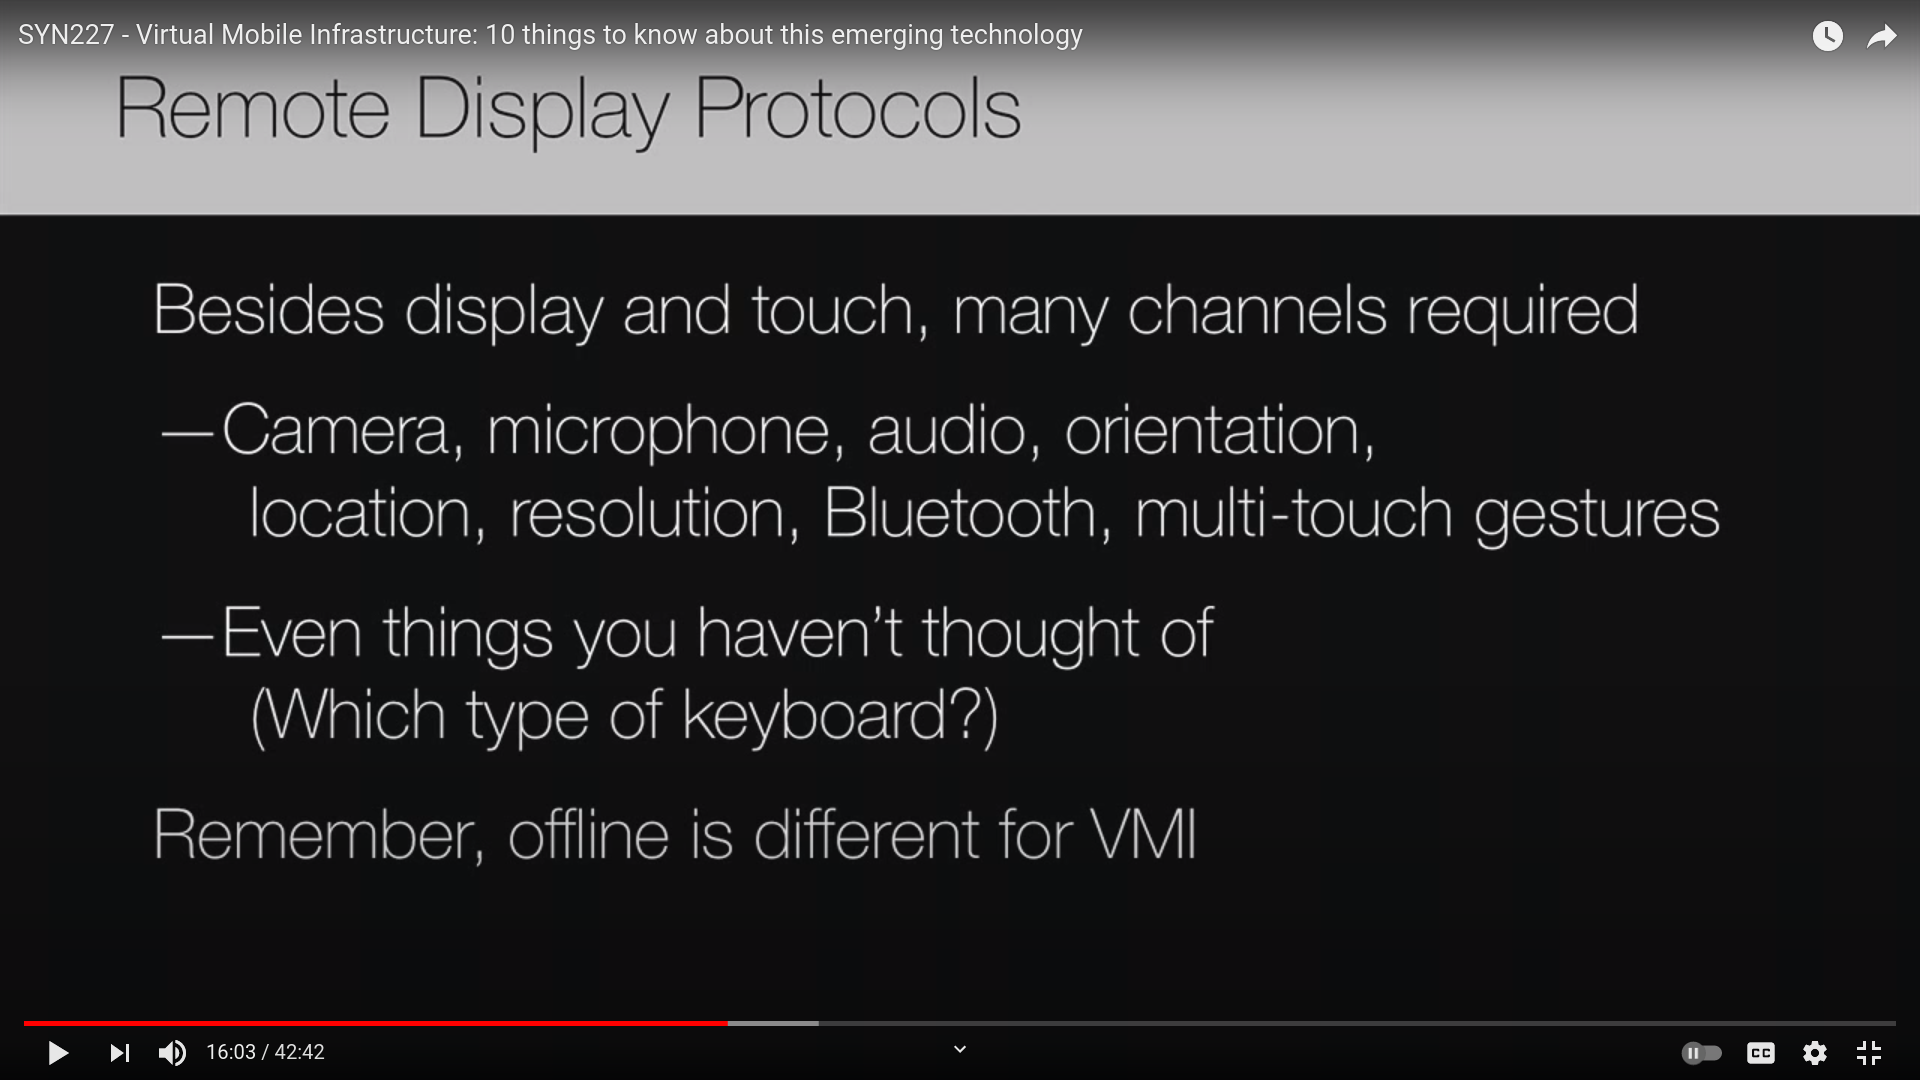 SYN227 - Virtual Mobile Infrastructure: 10 things to know about this emerging technology
Remote Display Protocols
Besides display and touch, many channels required
—Camera, microphone, audio, orientation,
location, resolution, Bluetooth, multi-touch gestures
—Even things you haven't thought of
(Which type of keyboard?)
Remember, offline is different for VMI
16:03 / 42:42
CC